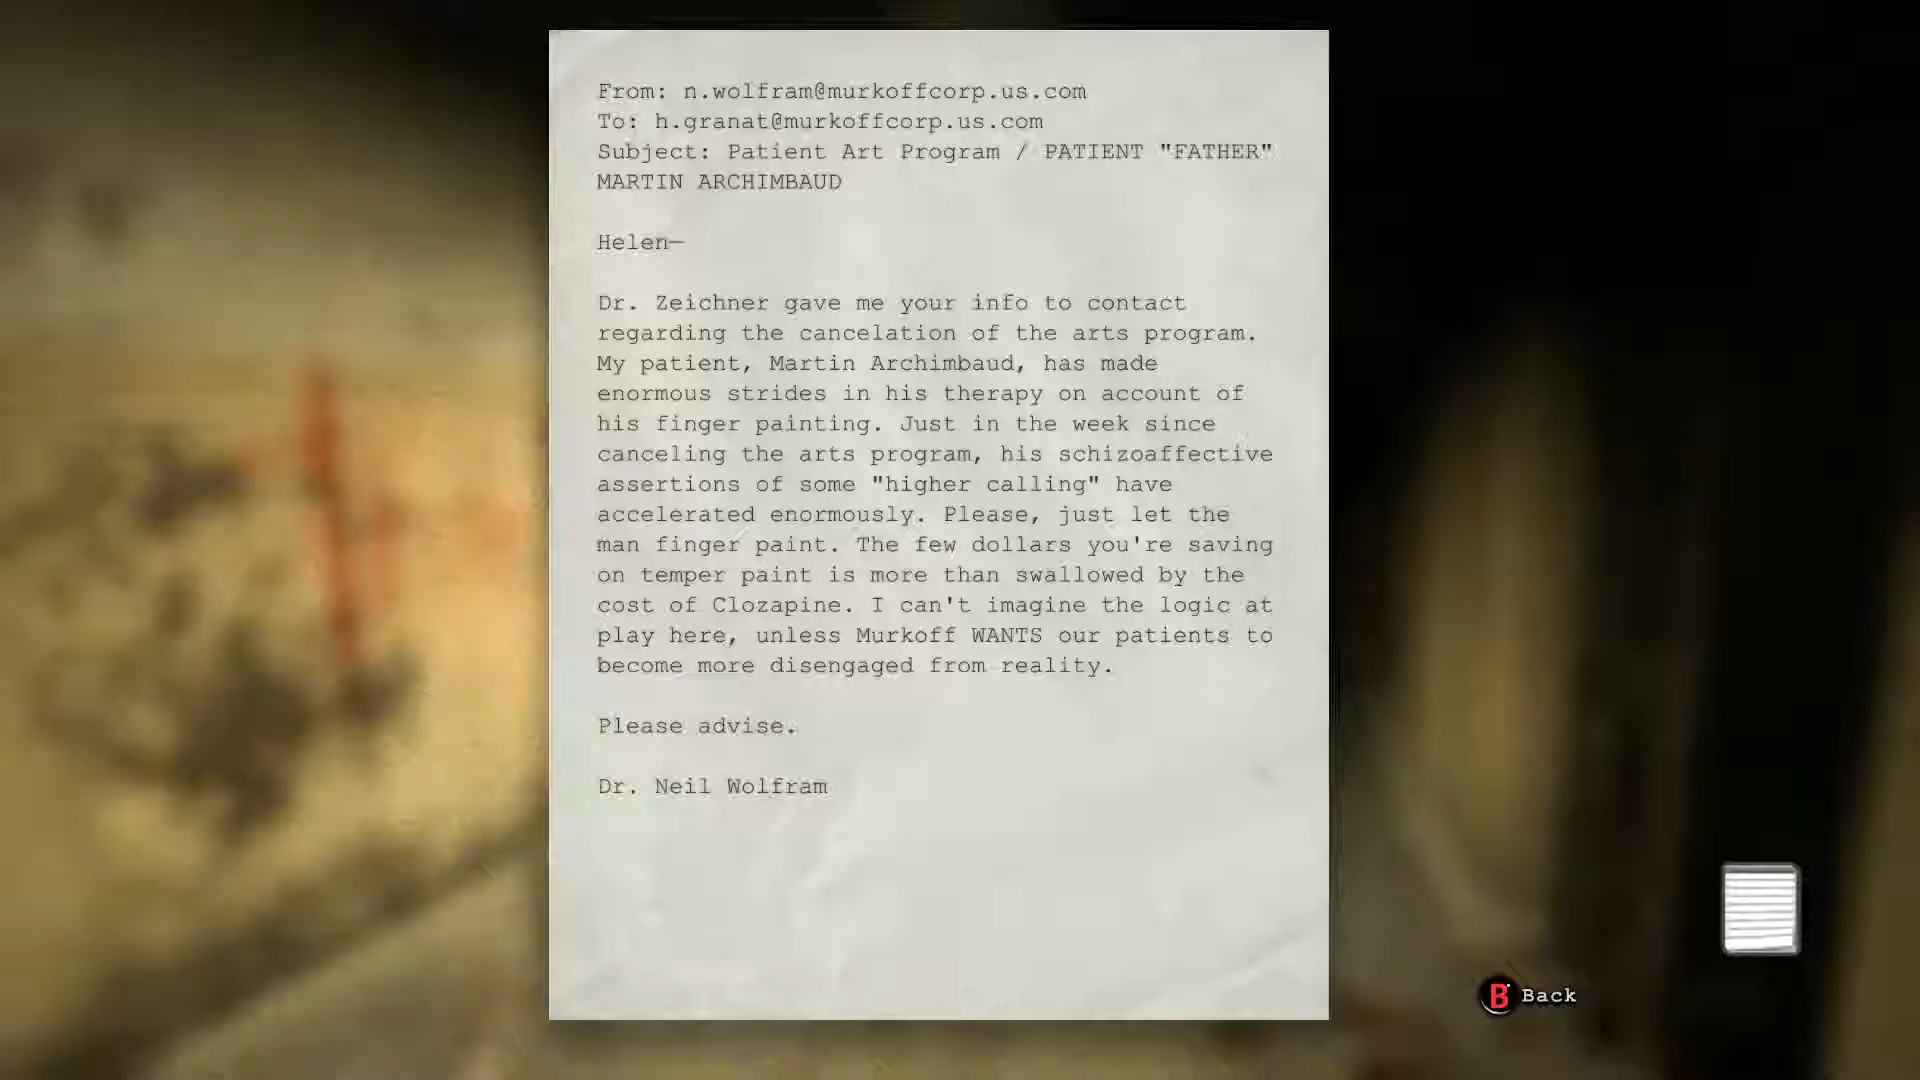 From: n.wolfram@murkoffcorp.us.com
To: h.granat@murkoffcorp.us.com
Subject: Patient Art Program / PATIENT "FATHER"
MARTIN ARCHIMBAUD
Helen—
Dr. Zeichner gave me your info to contact
regarding the cancelation of the arts program.
My patient, Martin Archimbaud, has made
enormous strides in his therapy on account of
his finger painting. Just in the week since
canceling the arts program, his schizoaffective
assertions of some "higher calling" have
accelerated enormously. Please, just let the
man finger paint. The few dollars you're saving
on temper paint is more than swallowed by the
cost of Clozapine. I can't imagine the logic at
play here, unless Murkoff WANTS our patients to
become more disengaged from reality.
Please advise.
Dr. Neil Wolfram
B Back